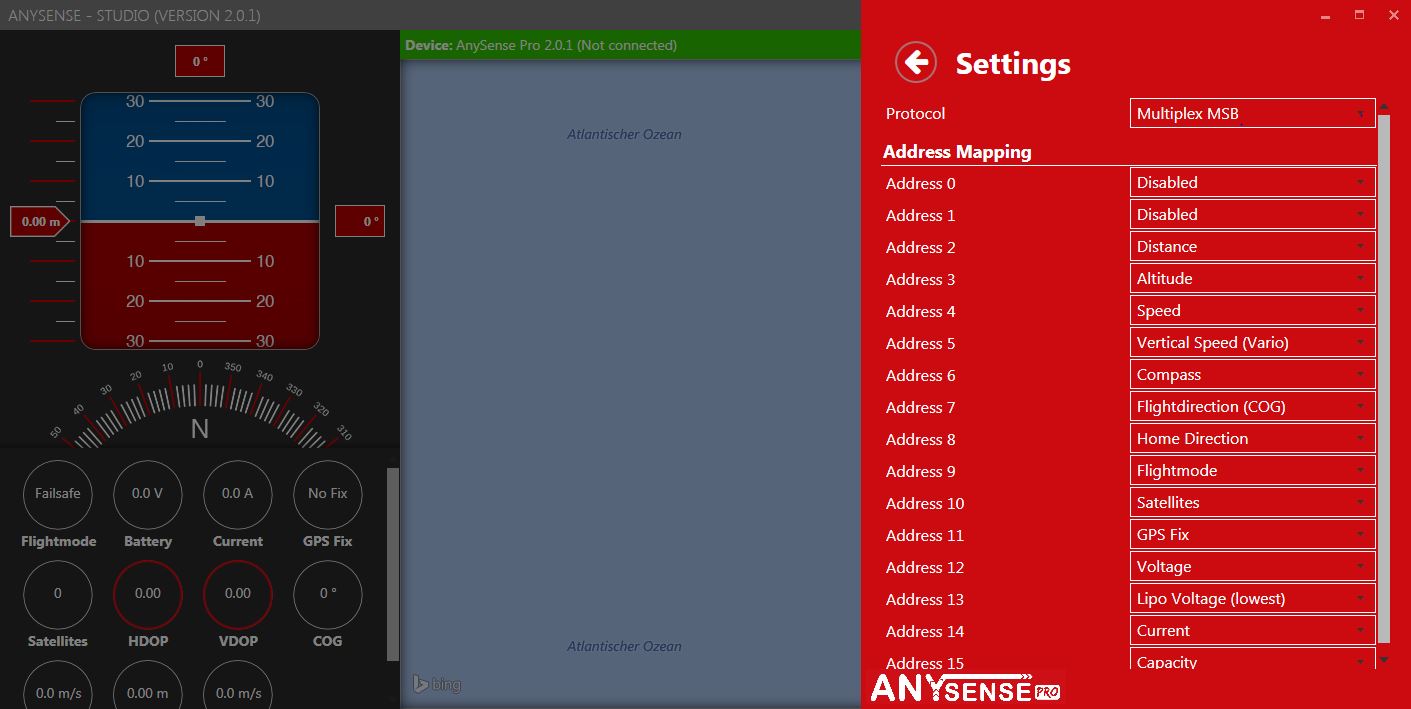 ANYSENSE - STUDIO (VERSION 2.0.1)
0 °
30 30
20 20
10 10
0.00 m
0 °
10 10
20 20
30 30
50 40 30 20 10 0 350 340 330 320 310
N
Failsafe 0.0 V 0.0 A No Fix
Flightmode Battery Current GPS Fix
0 0.00 0.00 0 °
Satellites HDOP VDOP COG
0.0 m/s 0.00 m 0.0 m/s
Device: AnySense Pro 2.0.1 (Not connected)
Atlantischer Ozean
Atlantischer Ozean
bing
Settings
Protocol Multiplex MSB
Address Mapping
Address 0 Disabled
Address 1 Disabled
Address 2 Distance
Address 3 Altitude
Address 4 Speed
Address 5 Vertical Speed (Vario)
Address 6 Compass
Address 7 Flightdirection (COG)
Address 8 Home Direction
Address 9 Flightmode
Address 10 Satellites
Address 11 GPS Fix
Address 12 Voltage
Address 13 Lipo Voltage (lowest)
Address 14 Current
Address 15 Capacity
ANYSENSE PRO